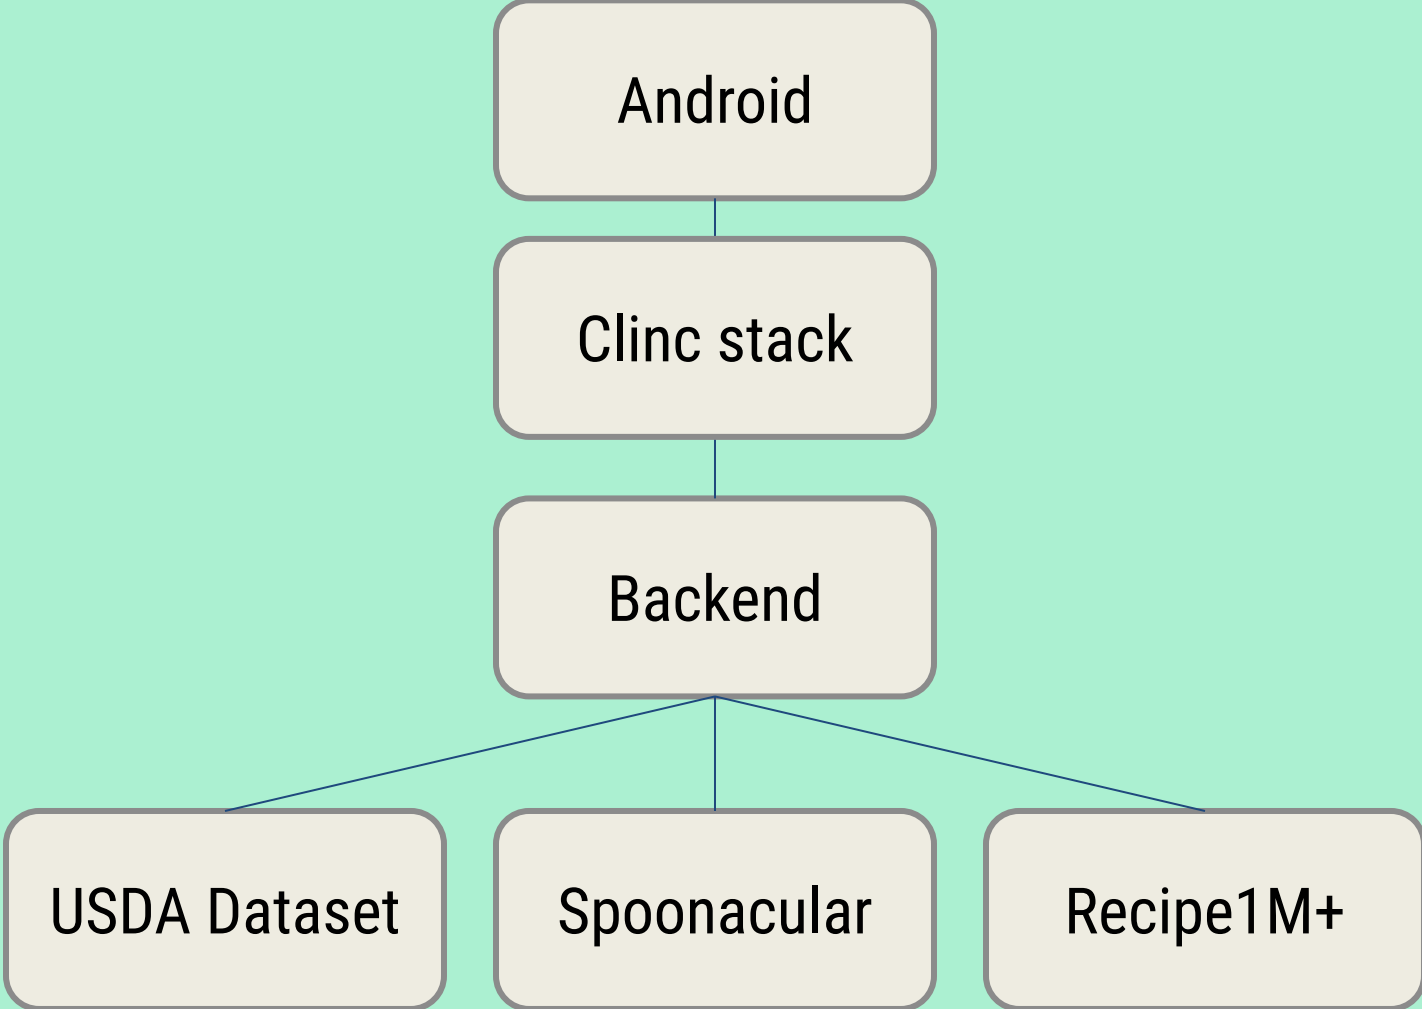 Android
Clinc stack
Backend
USDA Dataset
Spoonacular
Recipe1M+